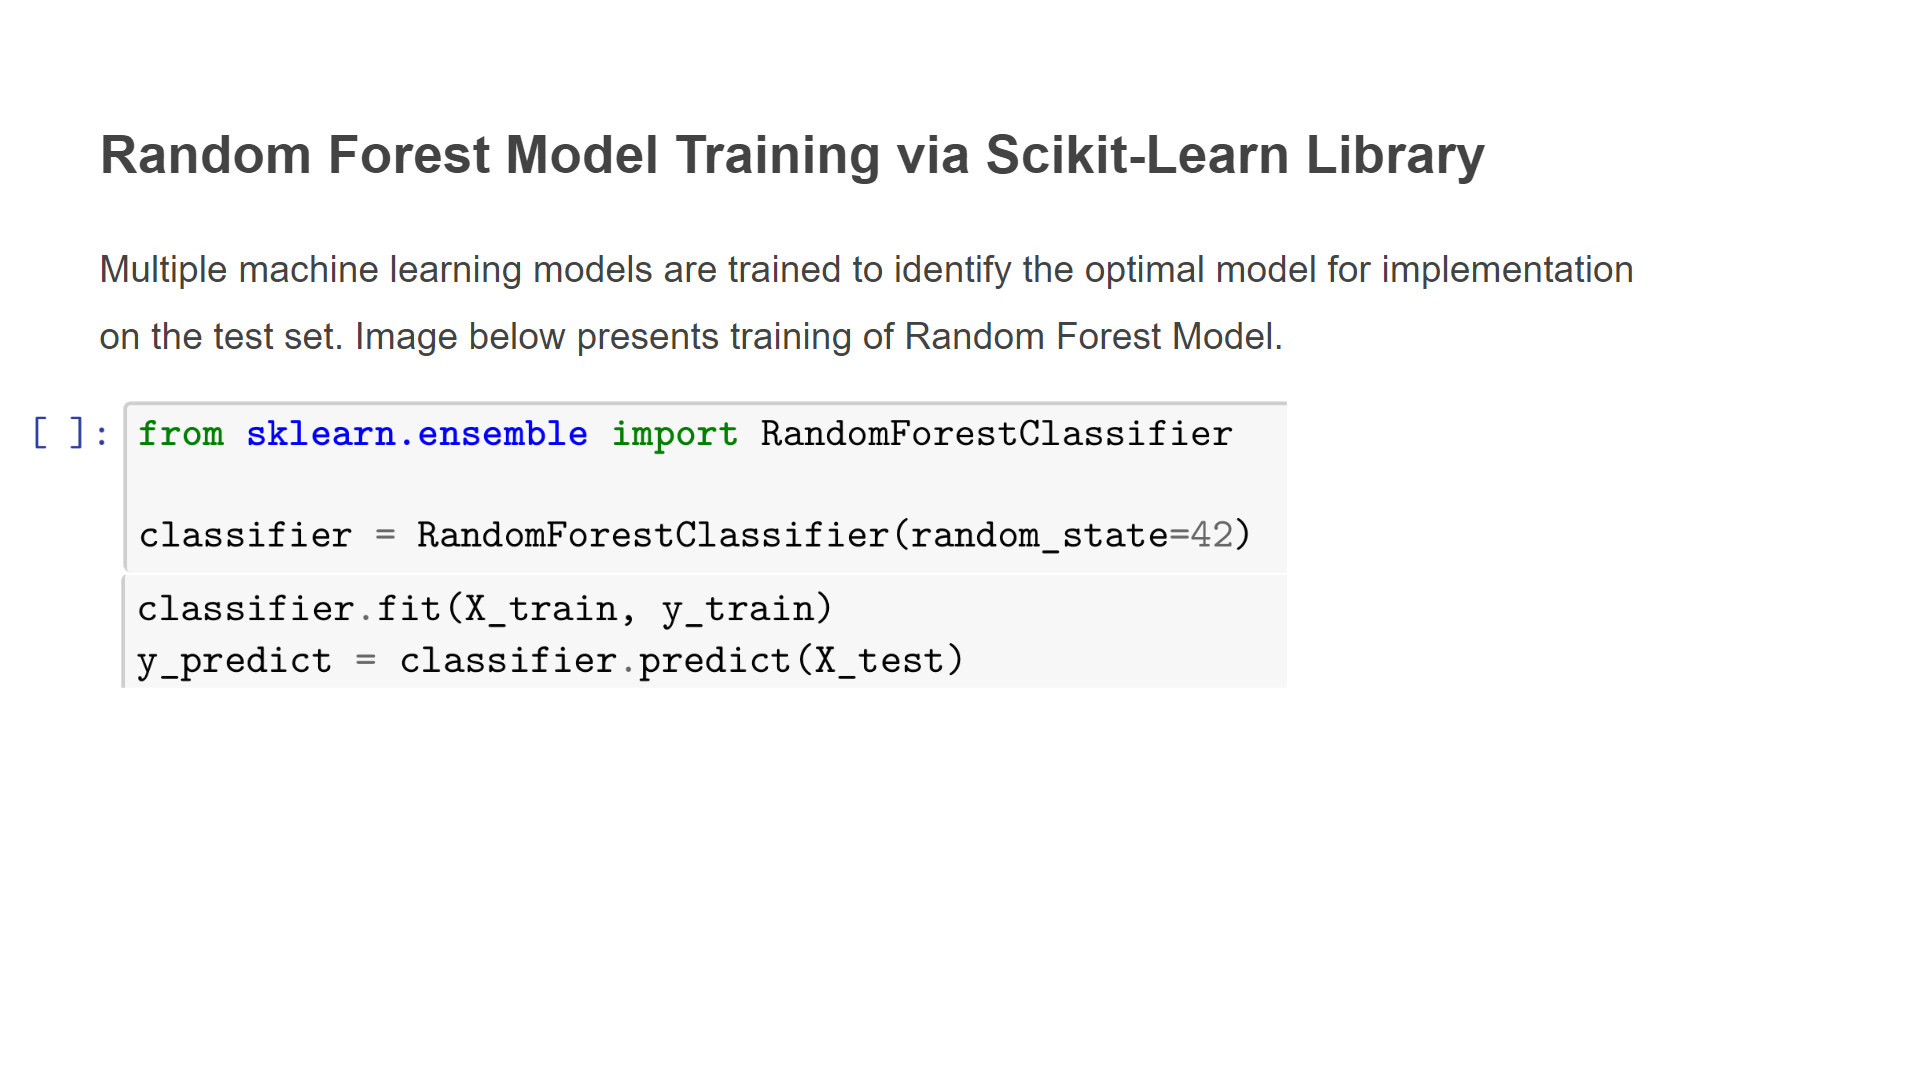 Random Forest Model Training via Scikit-Learn Library
Multiple machine learning models are trained to identify the optimal model for implementation
on the test set. Image below presents training of Random Forest Model.
[ ]: from sklearn.ensemble import RandomForestClassifier
classifier = RandomForestClassifier(random_state=42)
classifier.fit(X_train, y_train)
y_predict = classifier.predict(X_test)